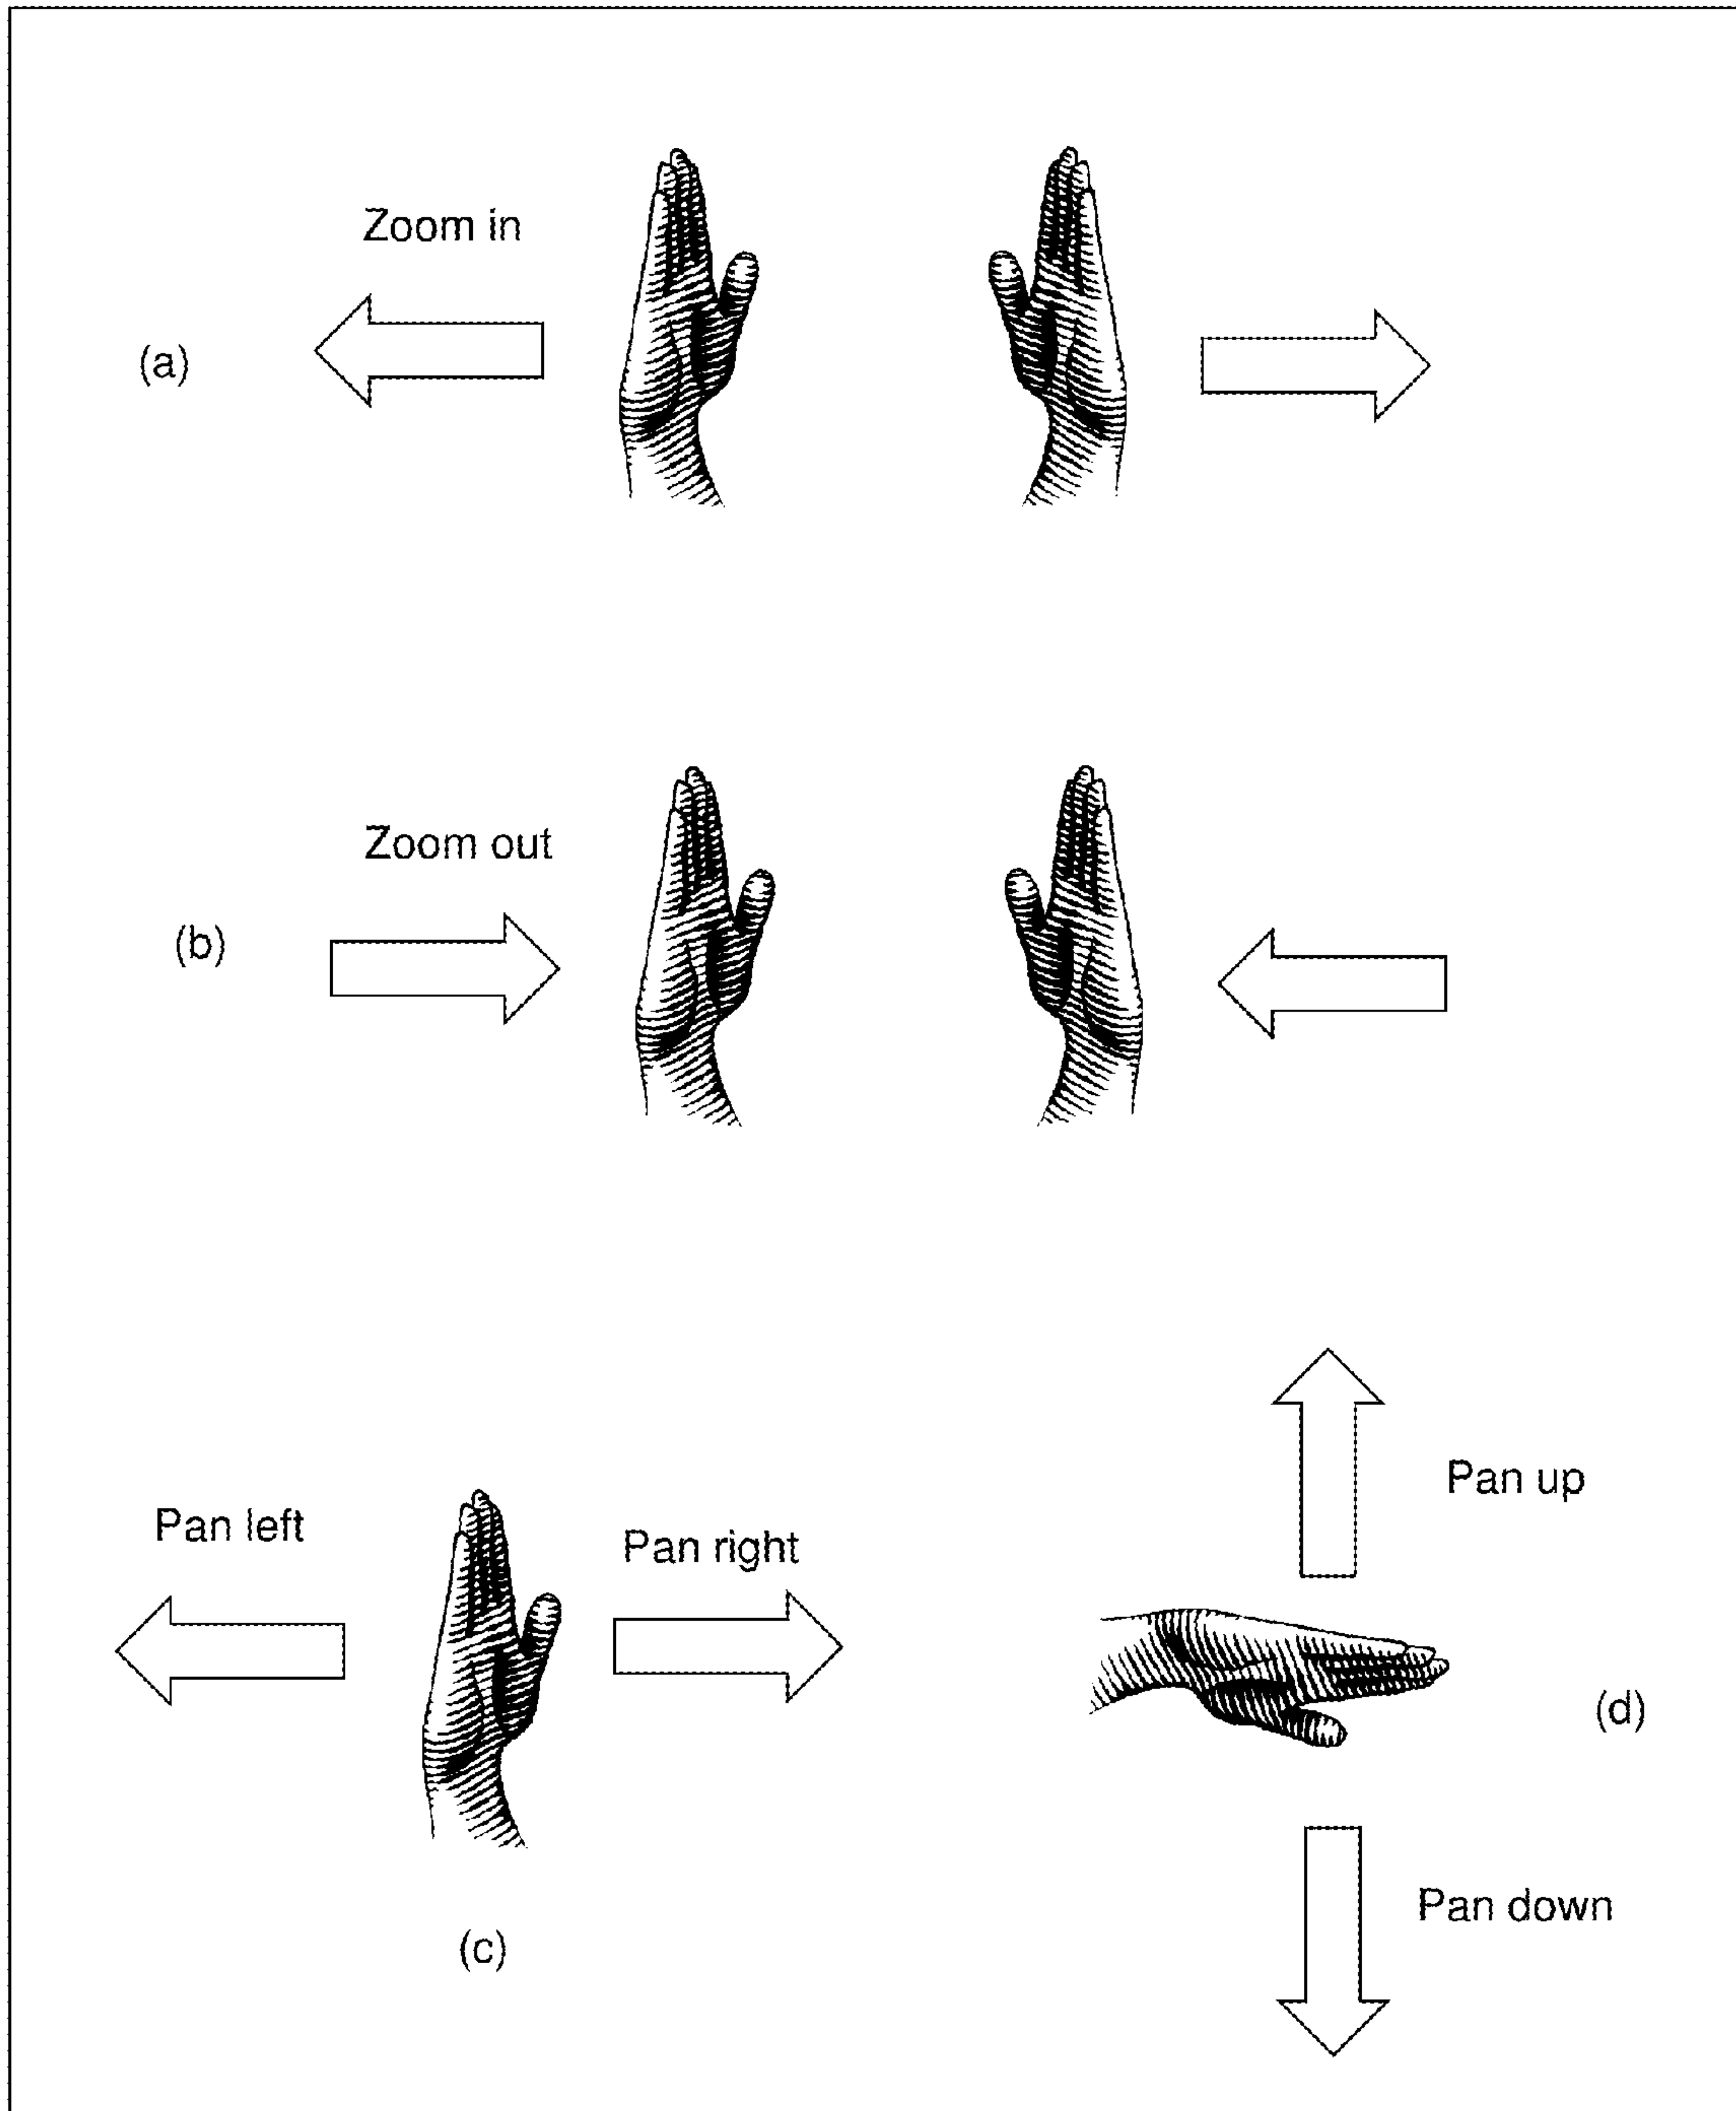 Zoom in
(a)
Zoom out
(b)
Pan left
Pan right
(c)
Pan up
(d)
Pan down